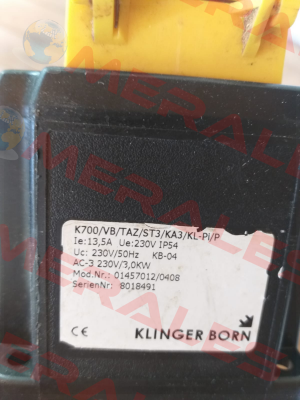 MERALES
K700/VB/TAZ/ST3/KA3/KL-Pi/P
Ie:13,5A Ue:230V IP54
Uc: 230V/50Hz KB-04
AC-3 230V/3,0KW
Mod.Nr.: 01457012/0408
SerienNr: 8018491
CE KLINGER BORN